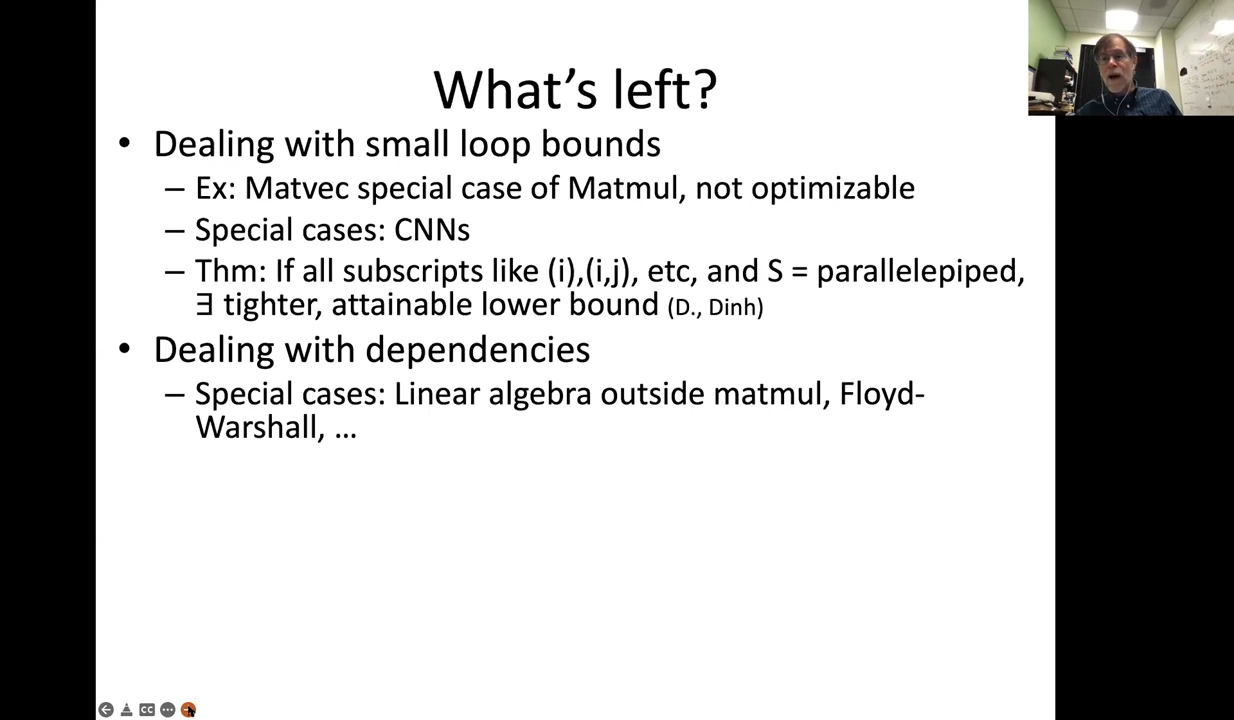 What's left?
• Dealing with small loop bounds
– Ex: Matvec special case of Matmul, not optimizable
– Special cases: CNNs
– Thm: If all subscripts like (i),(i,j), etc, and S = parallelepiped,
∃ tighter, attainable lower bound (D., Dinh)
• Dealing with dependencies
– Special cases: Linear algebra outside matmul, Floyd-
Warshall, …
CC